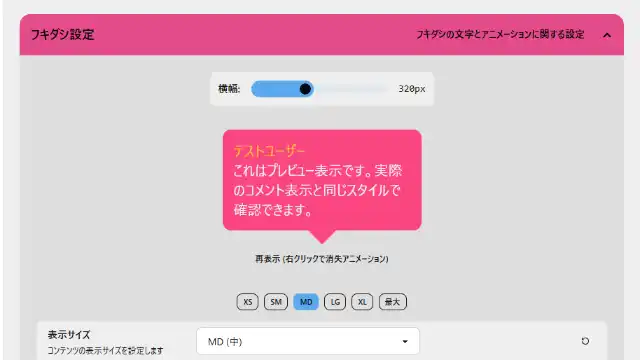 フキダシ設定
フキダシの文字とアニメーションに関する設定
横幅:
320px
テストユーザー
これはプレビュー表示です。実際
のコメント表示と同じスタイルで
確認できます。
再表示 (右クリックで消失アニメーション)
XS SM MD LG XL 最大
表示サイズ
コンテンツの表示サイズを設定します
MD (中)